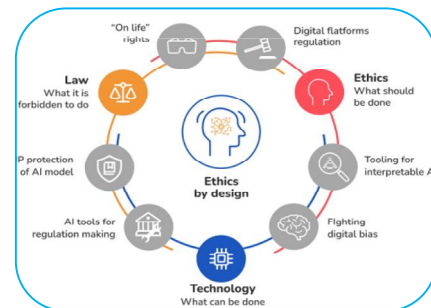 “On life”
rights
Digital flatforms
regulation
Law
What it is
forbidden to do
Ethics
What should
be done
P protection
of AI model
Ethics
by design
Tooling for
interpretable A
AI tools for
regulation making
Fighting
digital bias
Technology
What can be done